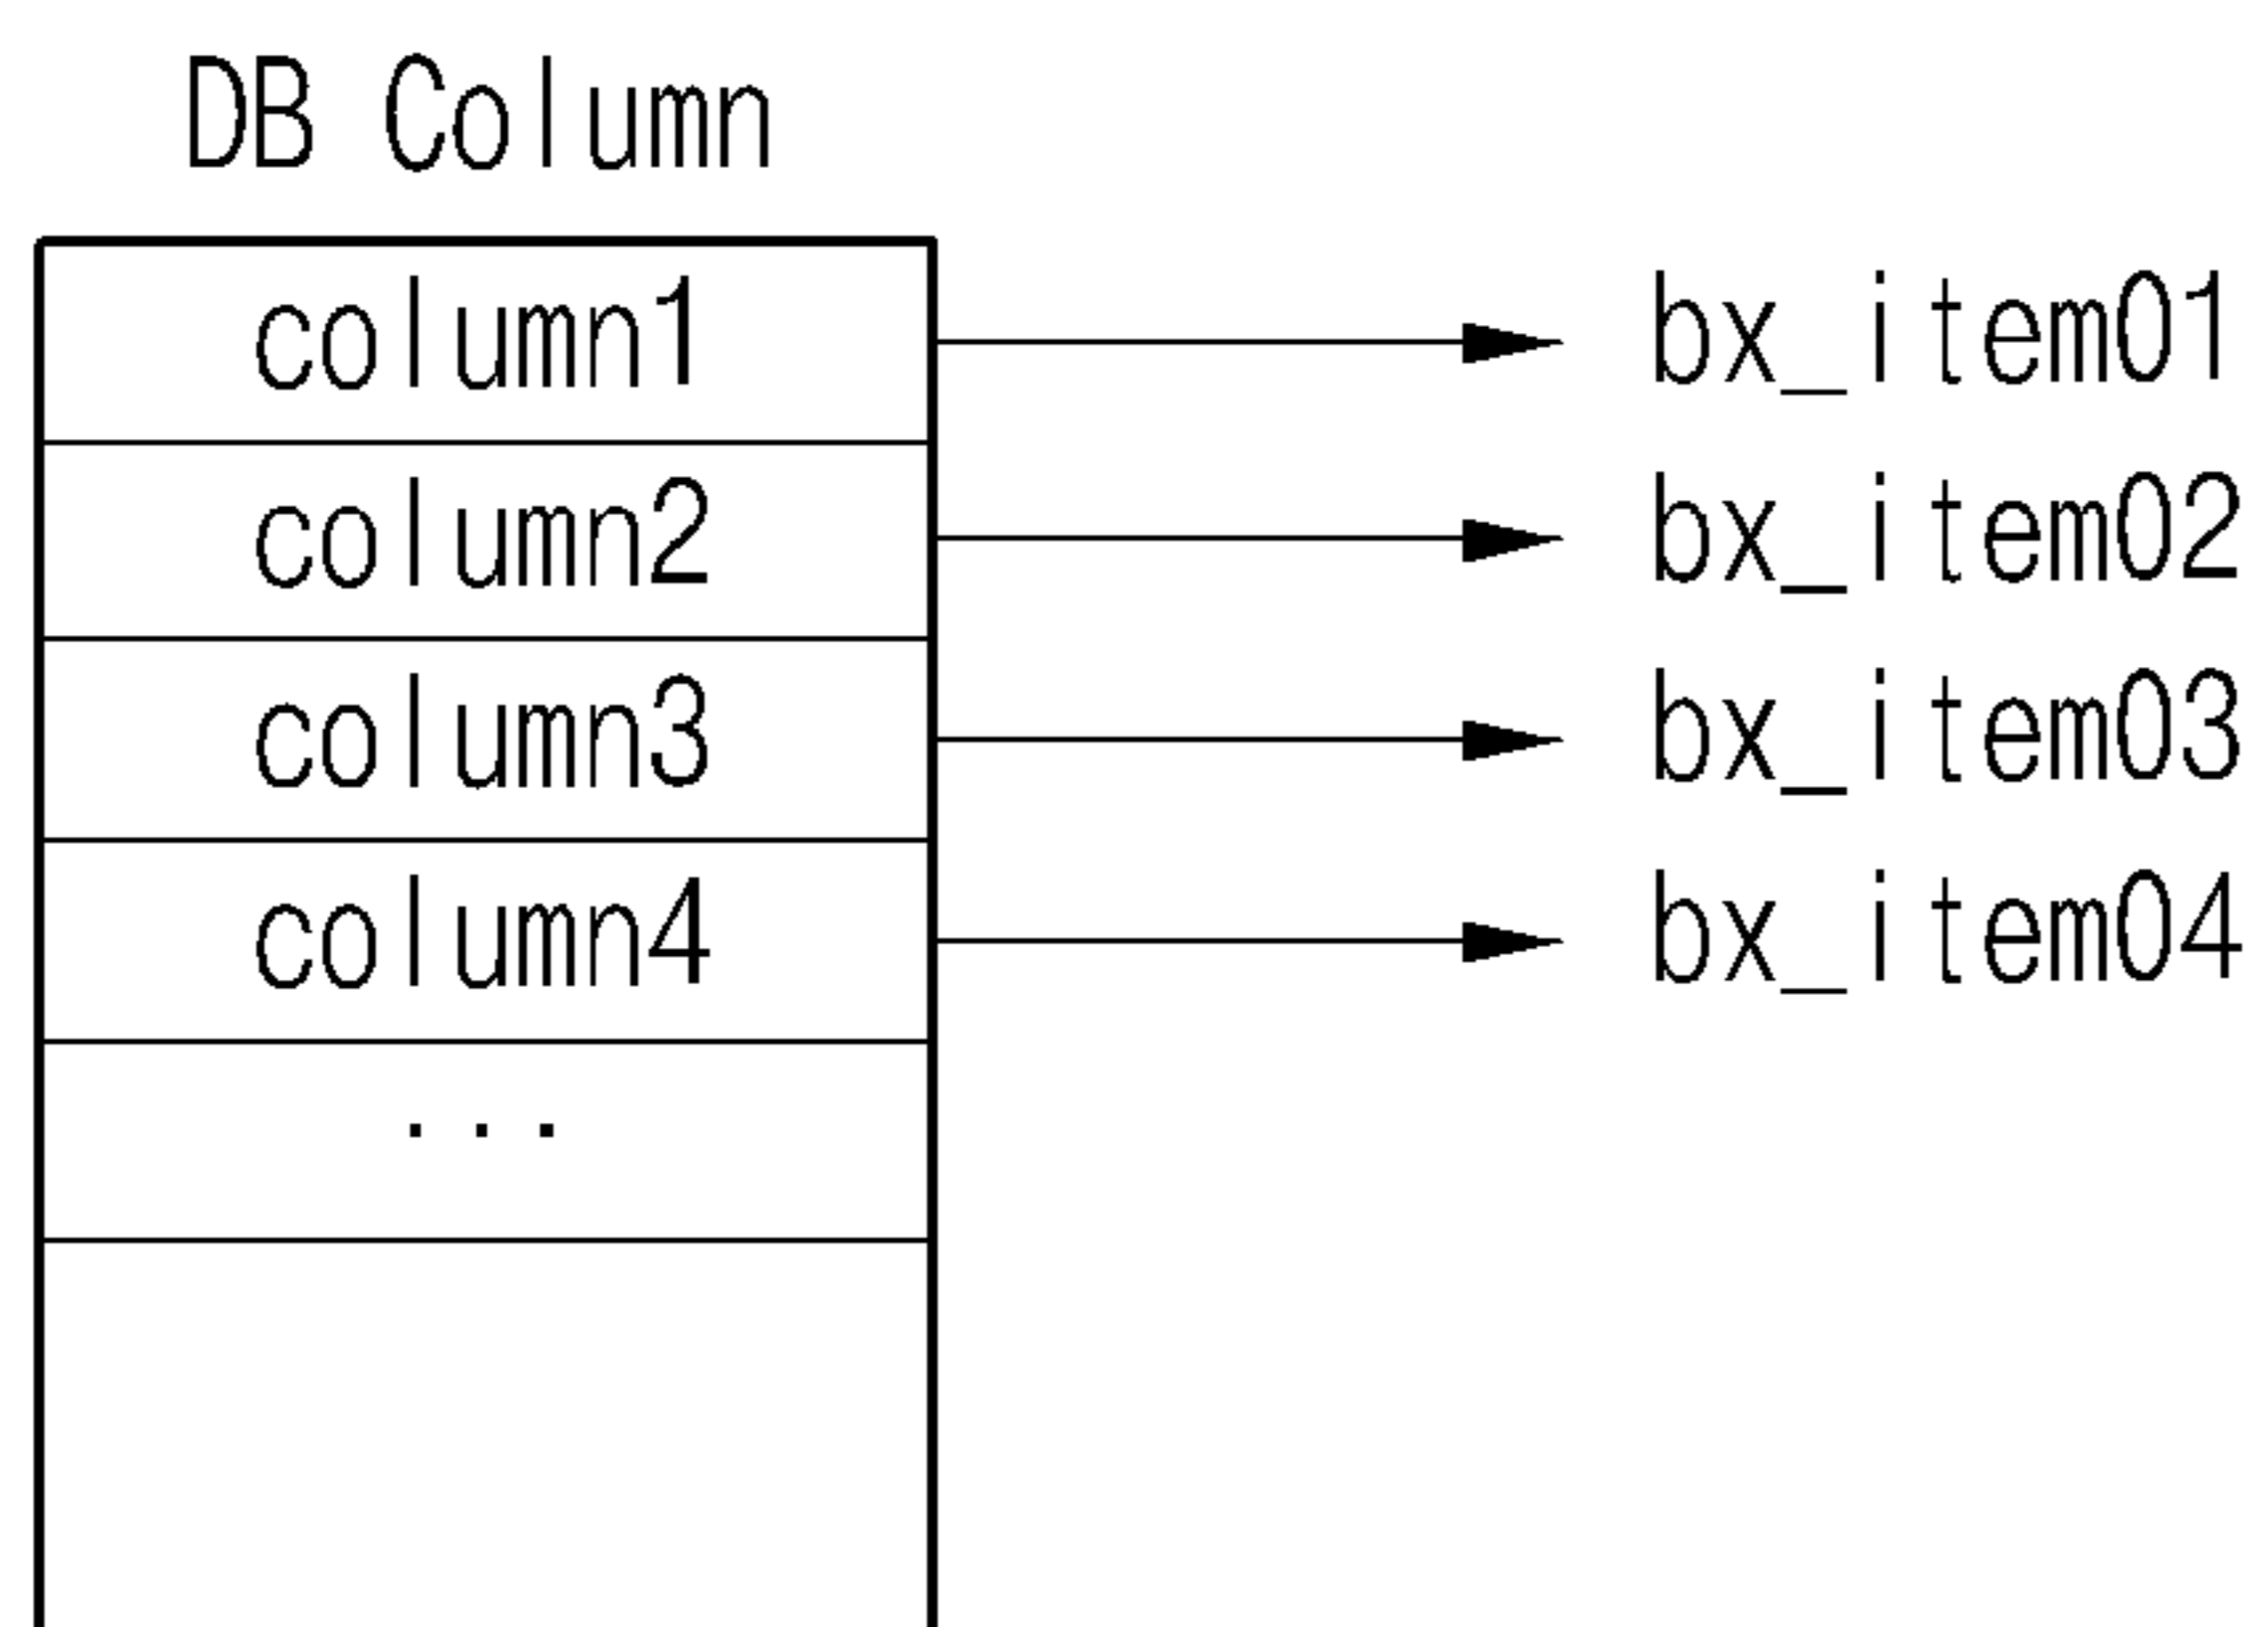 DB Column
column1 bx_item01
column2 bx_item02
column3 bx_item03
column4 bx_item04
...